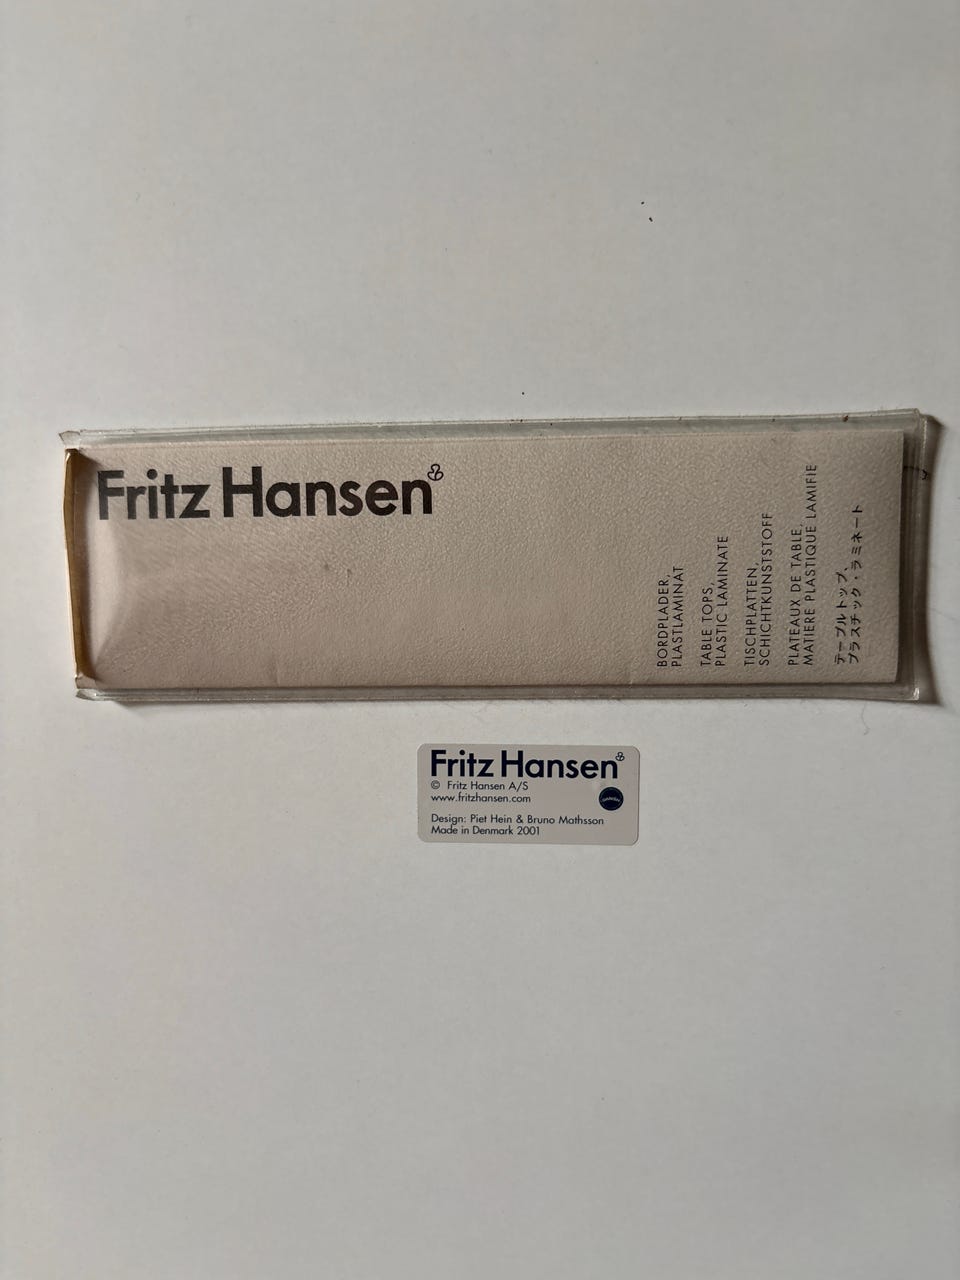 Fritz Hansen
BORDPLADER,
PLASTLAMINAT
TABLE TOPS,
PLASTIC LAMINATE
TISCHPLATTEN,
SCHICHTKUNSTSTOFF
PLATEAUX DE TABLE,
MATIERE PLASTIQUE LAMIFIE
テーブルトップ、
プラスチック・ラミネート
Fritz Hansen
© Fritz Hansen A/S
www.fritzhansen.com
Design: Piet Hein & Bruno Mathsson
Made in Denmark 2001